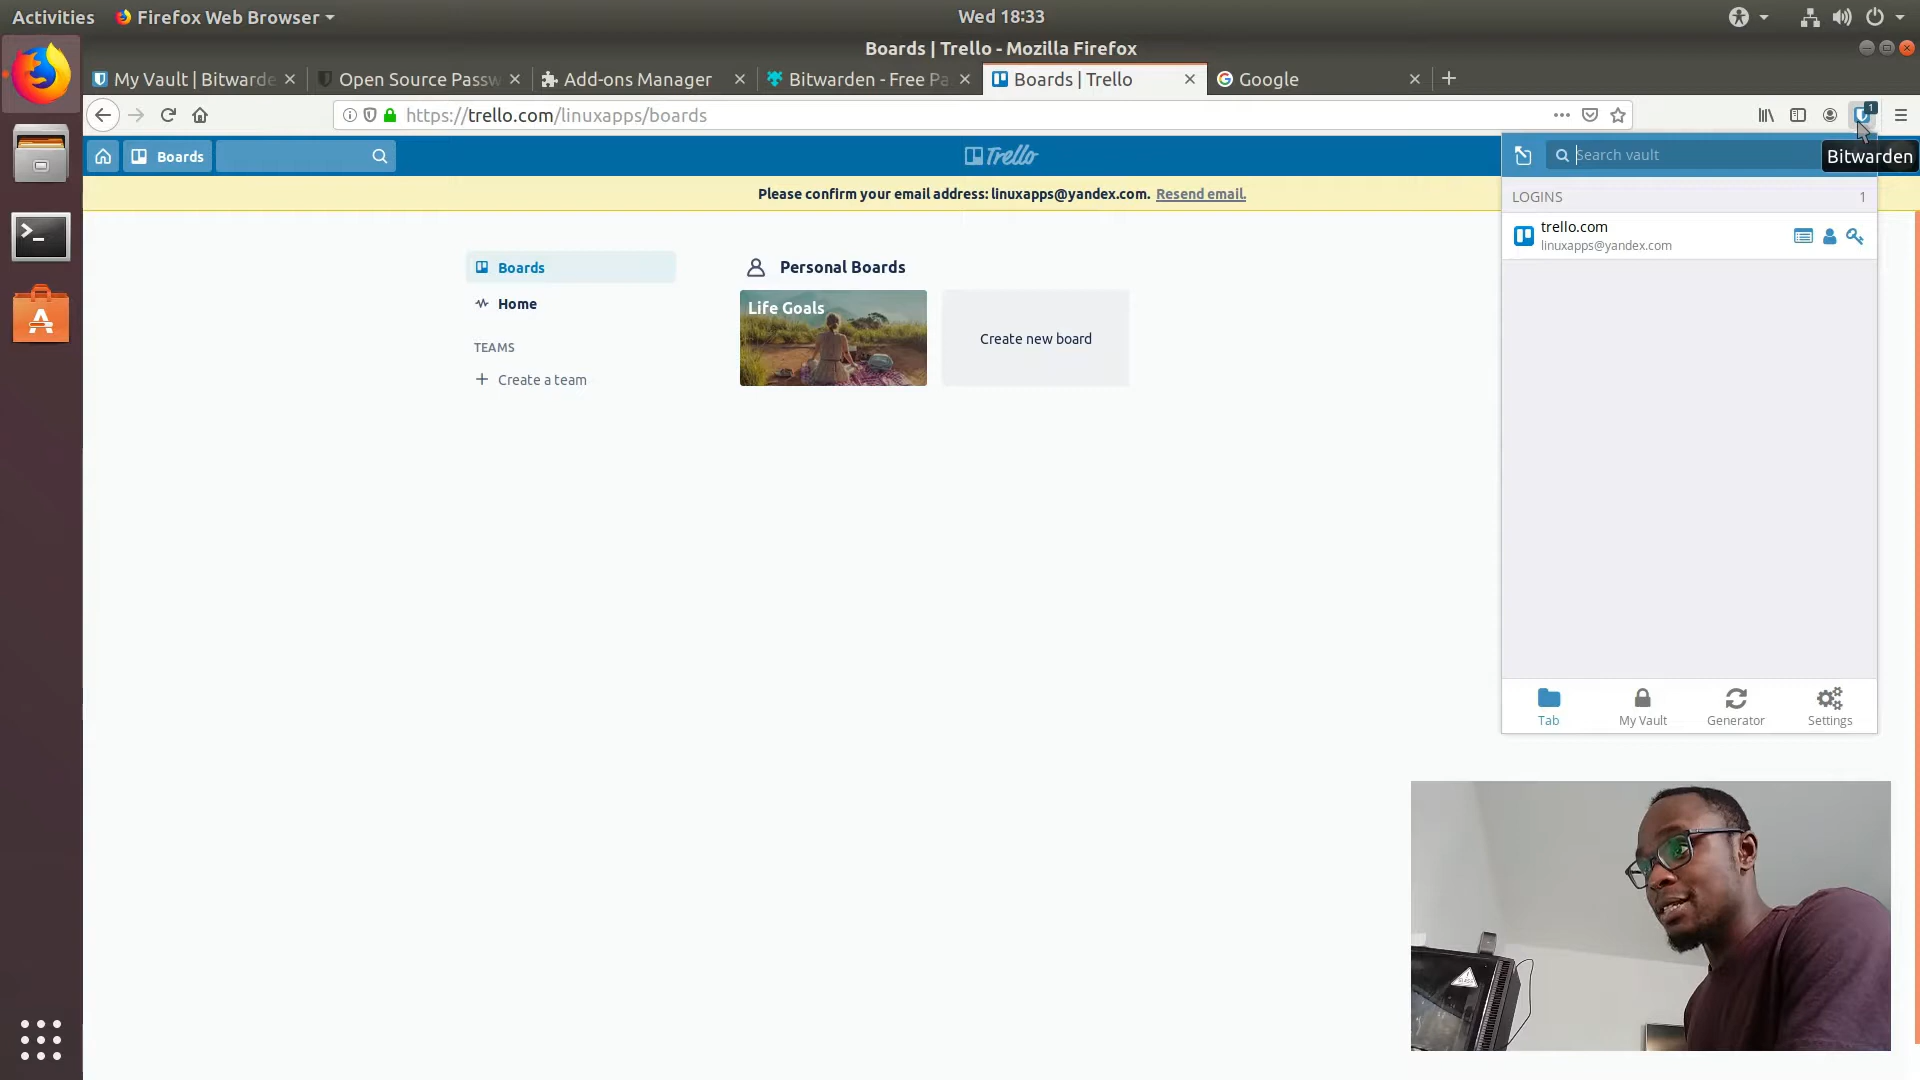 Activities
Firefox Web Browser
Wed 18:33
Boards | Trello - Mozilla Firefox
My Vault | Bitwarde
Open Source Passw
Add-ons Manager
Bitwarden - Free Pa
Boards | Trello
Google
https://trello.com/linuxapps/boards
1
Boards
Trello
Search vault
Bitwarden
Please confirm your email address: linuxapps@yandex.com. Resend email.
LOGINS 1
trello.com
linuxapps@yandex.com
Boards
Home
TEAMS
Create a team
Personal Boards
Life Goals
Create new board
Tab
My Vault
Generator
Settings